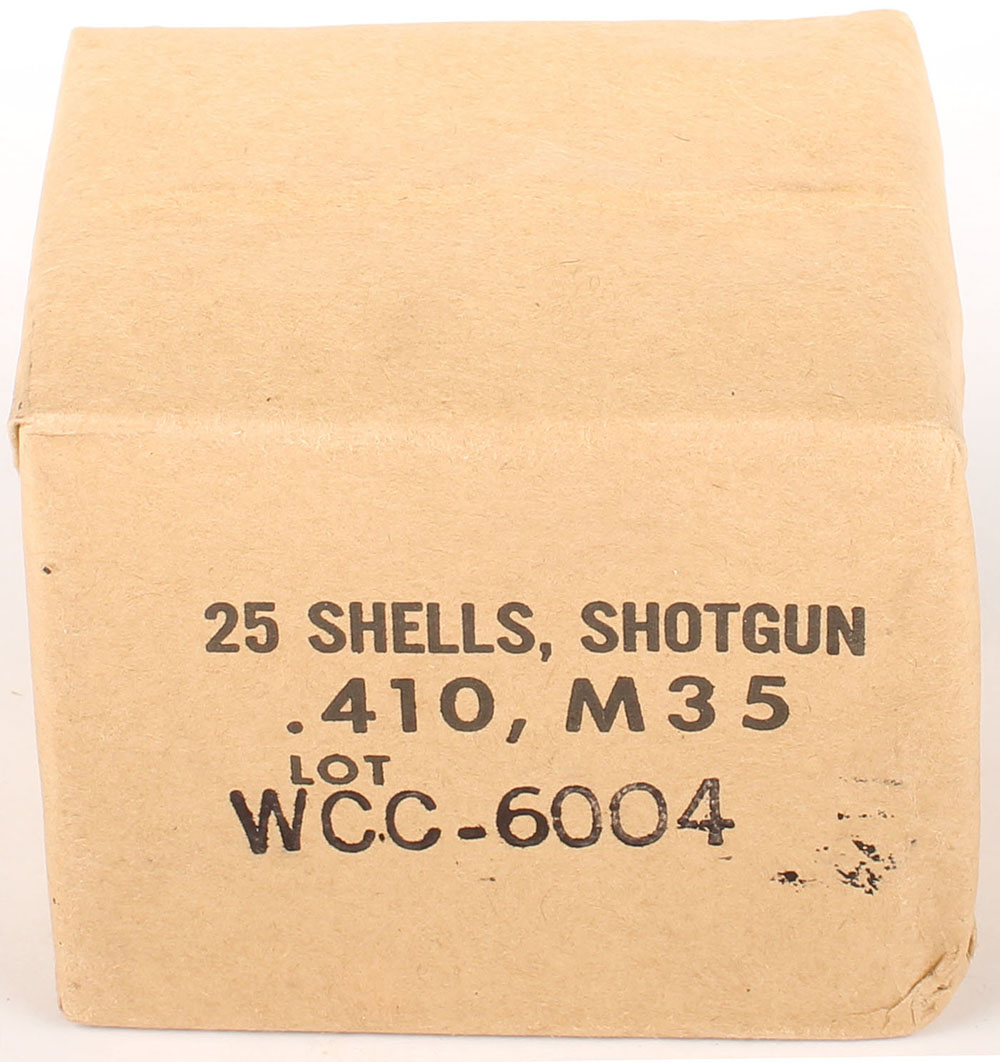 25 SHELLS, SHOTGUN
.410, M35
LOT
WCC-6004